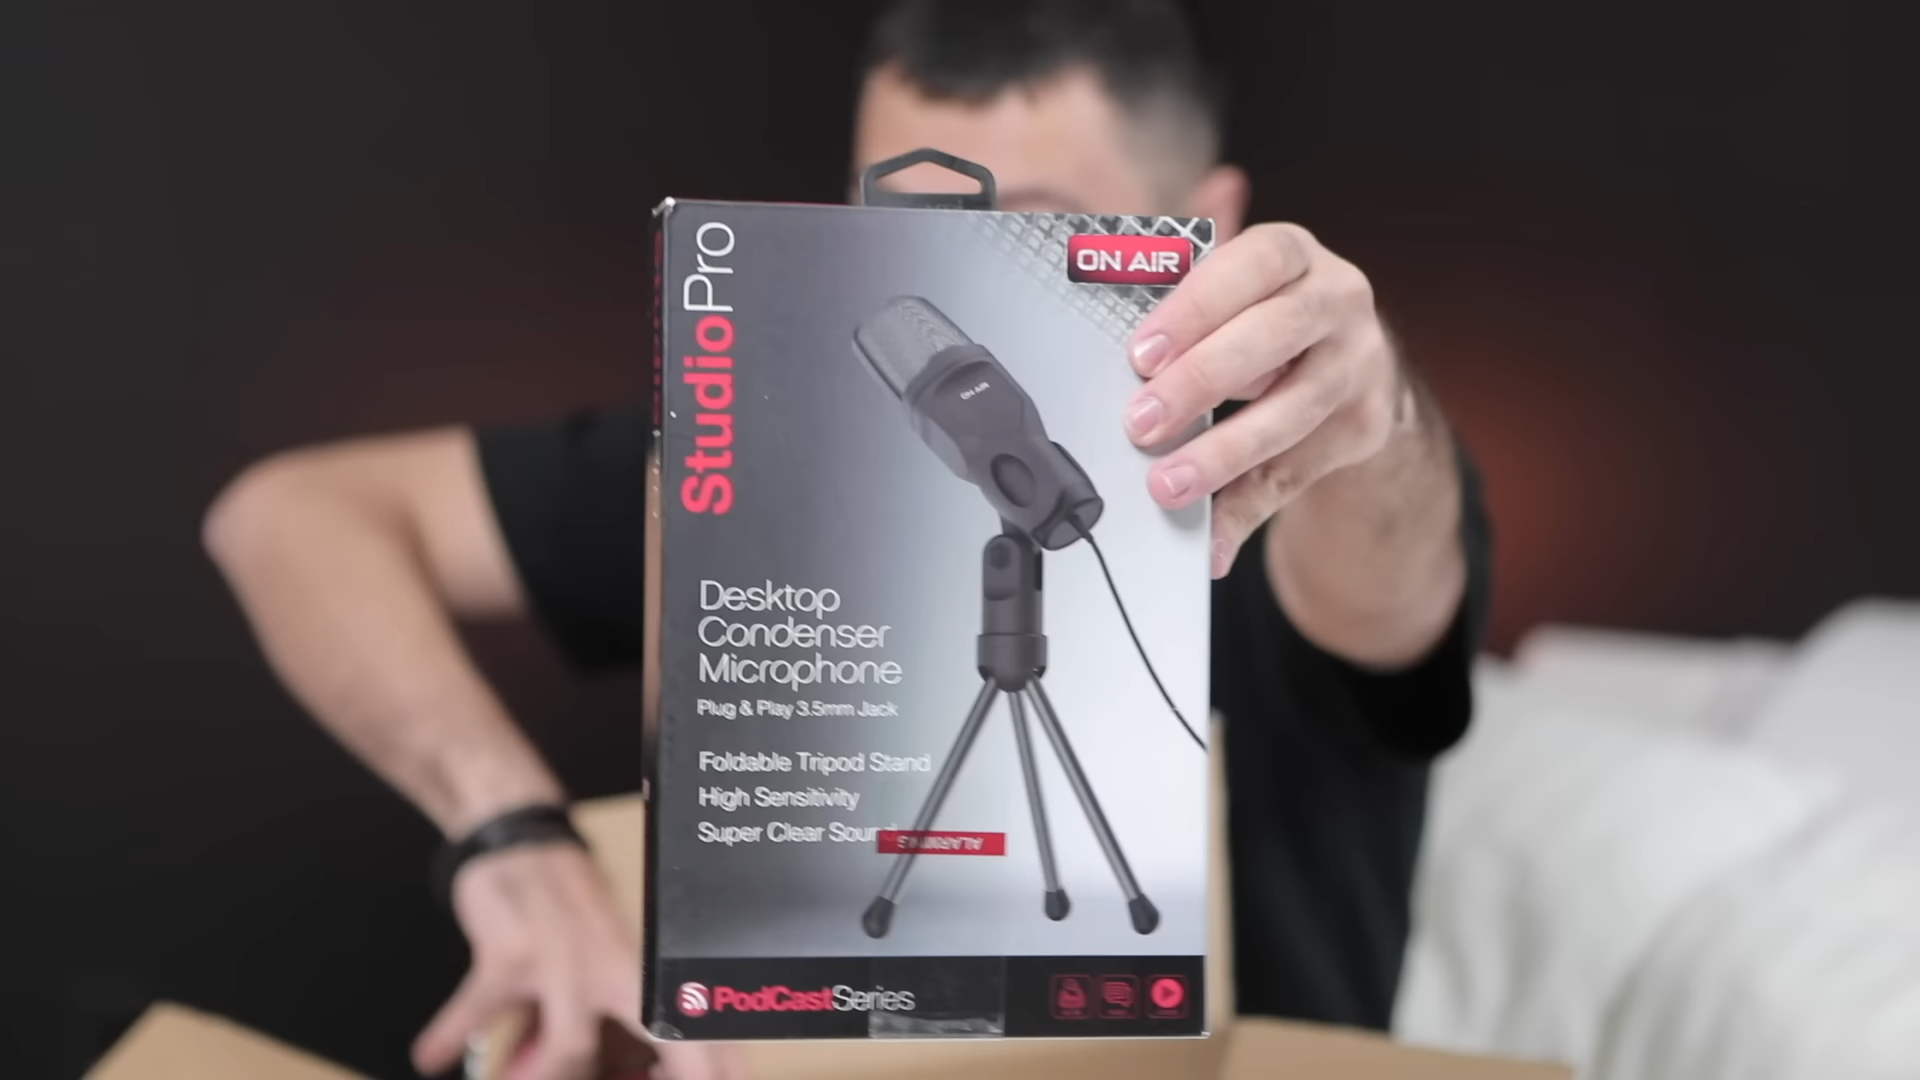 StudioPro
ON AIR
ON AIR
Desktop
Condenser
Microphone
Plug & Play 3.5mm Jack
Foldable Tripod Stand
High Sensitivity
Super Clear Sound
PodCastSeries